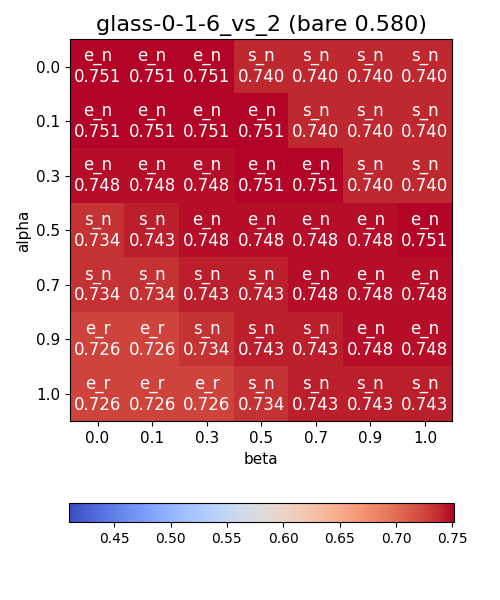 glass-0-1-6_vs_2 (bare 0.580)
e_n e_n e_n s_n s_n s_n s_n
0.0
0.751 0.751 0.751 0.740 0.740 0.740 0.740
e_n e_n e_n e_n s_n s_n s_n
0.1
0.751 0.751 0.751 0.751 0.740 0.740 0.740
e_n e_n e_n e_n e_n s_n s_n
0.3
0.748 0.748 0.748 0.751 0.751 0.740 0.740
s_n s_n e_n e_n e_n e_n e_n
0.5
0.734 0.743 0.748 0.748 0.748 0.748 0.751
s_n s_n s_n s_n e_n e_n e_n
0.7
0.734 0.734 0.743 0.743 0.748 0.748 0.748
e_r e_r s_n s_n s_n e_n e_n
0.9
0.726 0.726 0.734 0.743 0.743 0.748 0.748
e_r e_r e_r s_n s_n s_n s_n
1.0
0.726 0.726 0.726 0.734 0.743 0.743 0.743
alpha
0.0 0.1 0.3 0.5 0.7 0.9 1.0
beta
0.45 0.50 0.55 0.60 0.65 0.70 0.75